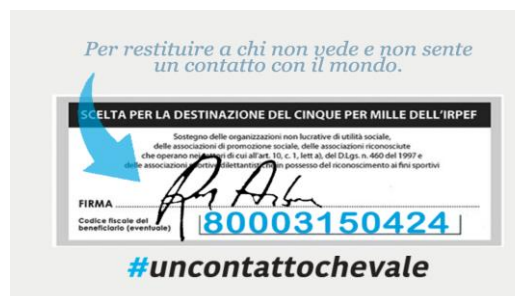 Per restituire a chi non vede e non sente
un contatto con il mondo.
SCELTA PER LA DESTINAZIONE DEL CINQUE PER MILLE DELL'IRPEF
Sostegno delle organizzazioni non lucrative di utilità sociale,
delle associazioni di promozione sociale, delle associazioni riconosciute
che operano nei settori di cui all'art. 10, c. 1, lett a), del D.Lgs. n. 460 del 1997 e
delle associazioni sportive dilettantistiche in possesso del riconoscimento ai fini sportivi
FIRMA
Codice fiscale del
beneficiario (eventuale)
80003150424
#uncontattochevale